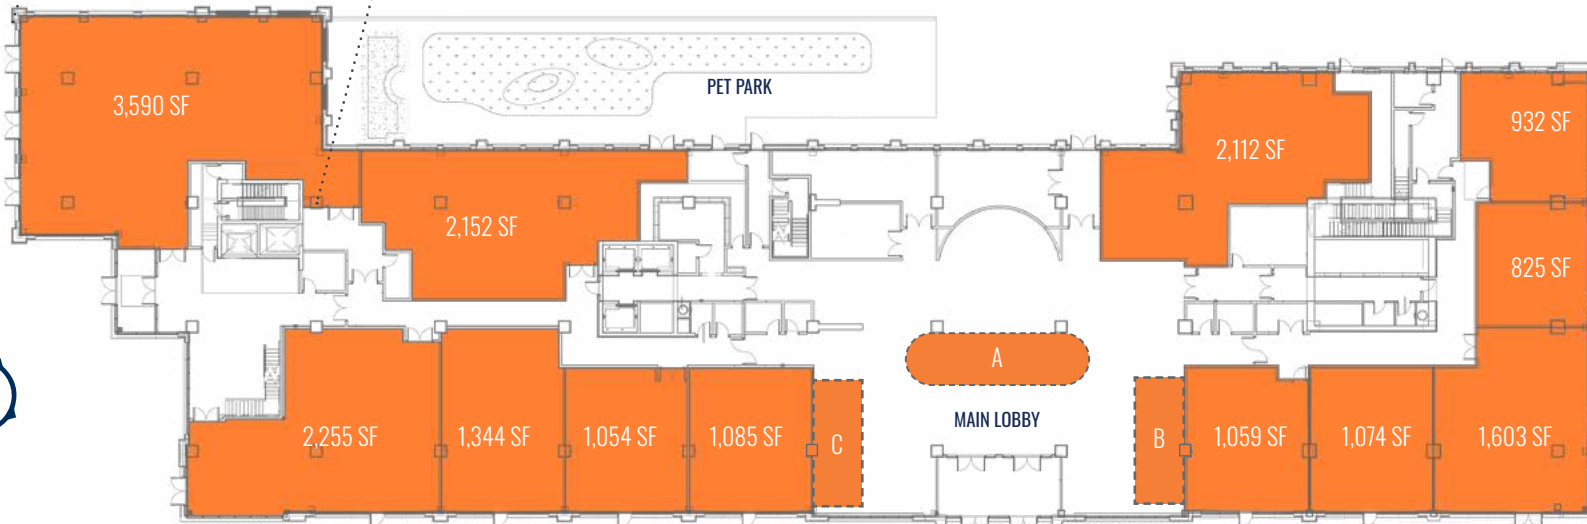 PET PARK
3,590 SF
932 SF
2,112 SF
2,152 SF
825 SF
A
MAIN LOBBY
2,255 SF
1,344 SF
1,054 SF
1,085 SF
C
B
1,059 SF
1,074 SF
1,603 SF